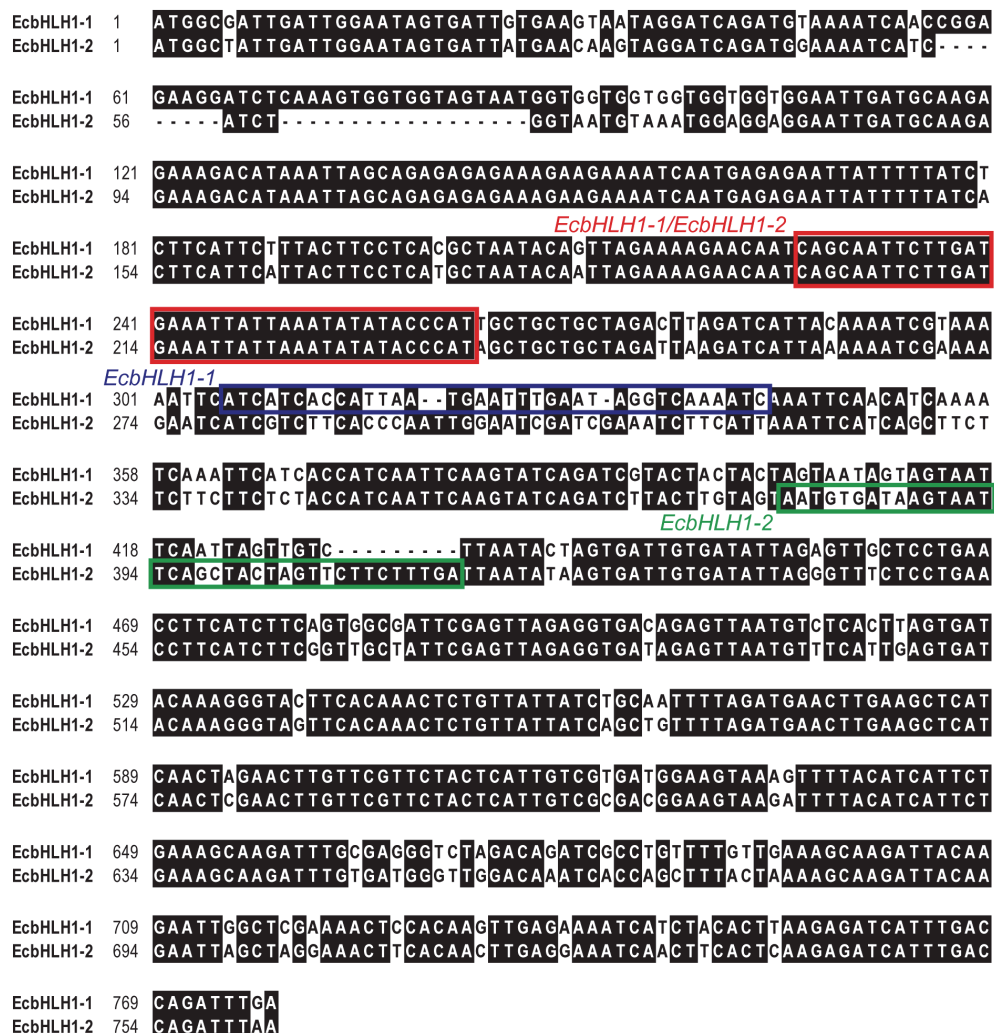 EcbHLH1-1 1 ATGGCGATTGATTGGAATAGTGATTGTGAAGTAATAGGATCAGATGTAAAATCAACCGGA
EcbHLH1-2 1 ATGGCTATTGATTGGAATAGTGATTATGAACAAGTAGGATCAGATGGAAAATCATC----
EcbHLH1-1 61 GAAGGATCTCAAAGTGGTGGTAGTAATGGTGGTGGTGGTGGTGGTGGAATTGATGCAAGA
EcbHLH1-2 56 -----ATCT------------------GGTAATGTAAATGGAGGAGGAATTGATGCAAGA
EcbHLH1-1 121 GAAAGACATAAATTAGCAGAGAGAGAAAGAAGAAAATCAATGAGAGAATTATTTTTATCT
EcbHLH1-2 94 GAAAGACATAAATTAGCAGAGAGAGAAAGAAGAAAATCAATGAGAGAATTATTTTTATCA
EcbHLH1-1/EcbHLH1-2
EcbHLH1-1 181 CTTCATTCTTTACTTCCTCACGCTAATACAGTTAGAAAAGAACAATCAGCAATTCTTGAT
EcbHLH1-2 154 CTTCATTCATTACTTCCTCATGCTAATACAATTAGAAAAGAACAATCAGCAATTCTTGAT
EcbHLH1-1 241 GAAATTATTAAATATATACCCATTGCTGCTGCTAGACTTAGATCATTACAAAATCGTAAA
EcbHLH1-2 214 GAAATTATTAAATATATACCCATAGCTGCTGCTAGATTAAGATCATTAAAAAATCGAAAA
EcbHLH1-1
EcbHLH1-1 301 AATTCATCATCACCATTAA--TGAATTTGAAT-AGGTCAAAATCAAATTCAACATCAAAA
EcbHLH1-2 274 GAATCATCGTCTTCACCCAATTGGAATCGATCGAAATCTTCATTAAATTCATCAGCTTCT
EcbHLH1-1 358 TCAAATTCATCACCATCAATTCAAGTATCAGATCGTACTACTACTAGTAATAGTAGTAAT
EcbHLH1-2 334 TCTTCTTCTCTACCATCAATTCAAGTATCAGATCTTACTTGTAGTAATGTGATAAGTAAT
EcbHLH1-2
EcbHLH1-1 418 TCAATTAGTTGTC---------TTAATACTAGTGATTGTGATATTAGAGTTGCTCCTGAA
EcbHLH1-2 394 TCAGCTACTAGTTCTTCTTTGATTAATATAAGTGATTGTGATATTAGGGTTTCTCCTGAA
EcbHLH1-1 469 CCTTCATCTTCAGTGGCGATTCGAGTTAGAGGTGACAGAGTTAATGTCTCACTTAGTGAT
EcbHLH1-2 454 CCTTCATCTTCGGTTGCTATTCGAGTTAGAGGTGATAGAGTTAATGTTTCATTGAGTGAT
EcbHLH1-1 529 ACAAAGGGTACTTCACAAACTCTGTTATTATCTGCAATTTTAGATGAACTTGAAGCTCAT
EcbHLH1-2 514 ACAAAGGGTAGTTCACAAACTCTGTTATTATCAGCTGTTTTAGATGAACTTGAAGCTCAT
EcbHLH1-1 589 CAACTAGAACTTGTTCGTTCTACTCATTGTCGTGATGGAAGTAAAGTTTTACATCATTCT
EcbHLH1-2 574 CAACTCGAACTTGTTCGTTCTACTCATTGTCGCGACGGAAGTAAGATTTTACATCATTCT
EcbHLH1-1 649 GAAAGCAAGATTTGCGAGGGTCTAGACAGATCGCCTGTTTTGTTGAAAGCAAGATTACAA
EcbHLH1-2 634 GAAAGCAAGATTTGTGATGGGTTGGACAAATCACCAGCTTTACTAAAAGCAAGATTACAA
EcbHLH1-1 709 GAATTGGCTCGAAAACTCCACAAGTTGAGAAAATCATCTACACTTAAGAGATCATTTGAC
EcbHLH1-2 694 GAATTAGCTAGGAAACTTCACAACTTGAGGAAATCAACTTCACTCAAGAGATCATTTGAC
EcbHLH1-1 769 CAGATTTGA
EcbHLH1-2 754 CAGATTTAA